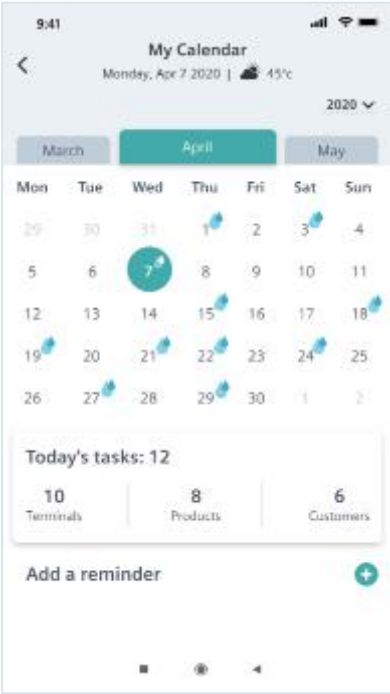 9:41
My Calendar
Monday, Apr 7 2020 | 45°c
2020
March April May
Mon Tue Wed Thu Fri Sat Sun
29 30 31 1 2 3 4
5 6 7 8 9 10 11
12 13 14 15 16 17 18
19 20 21 22 23 24 25
26 27 28 29 30 1 2
Today's tasks: 12
10 8 6
Terminals Products Customers
Add a reminder